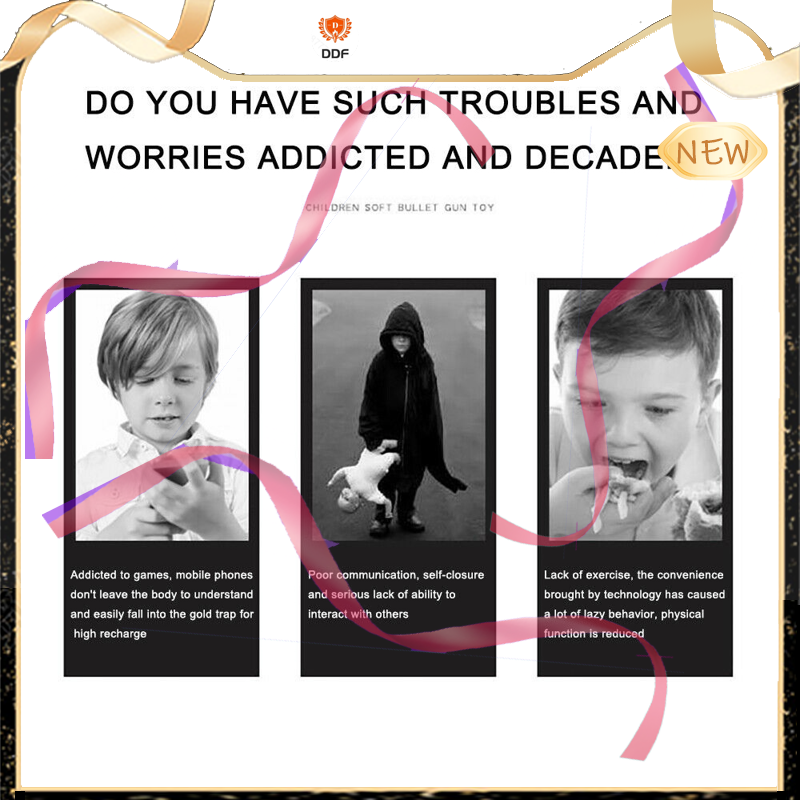 DDF
DO YOU HAVE SUCH TROUBLES AND
WORRIES ADDICTED AND
NEW
CHILDREN SOFT BULLET GUN TOY
Addicted to games, mobile phones
don't leave the body to understand
and easily fall into the gold trap for
high recharge
Poor communication, self-closure
and serious lack of ability to
interact with others
Lack of exercise, the convenience
brought by technology has caused
a lot of lazy behavior, physical
function is reduced